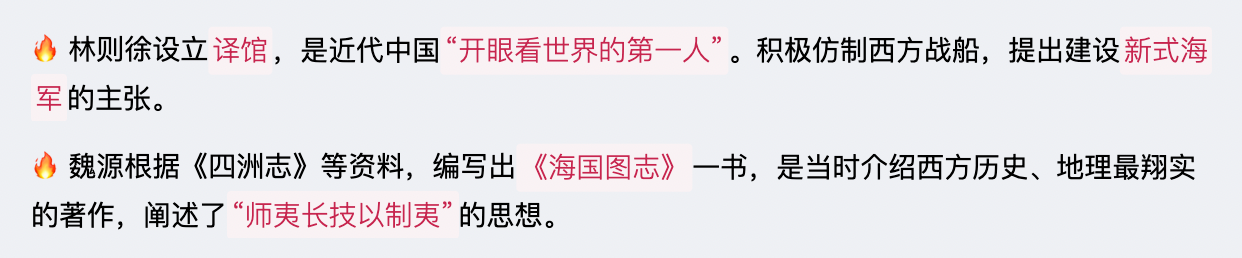 🔥 林则徐设立译馆，是近代中国“开眼看世界的第一人”。积极仿制西方战船，提出建设新式海
军的主张。
🔥 魏源根据《四洲志》等资料，编写出《海国图志》一书，是当时介绍西方历史、地理最翔实
的著作，阐述了“师夷长技以制夷”的思想。